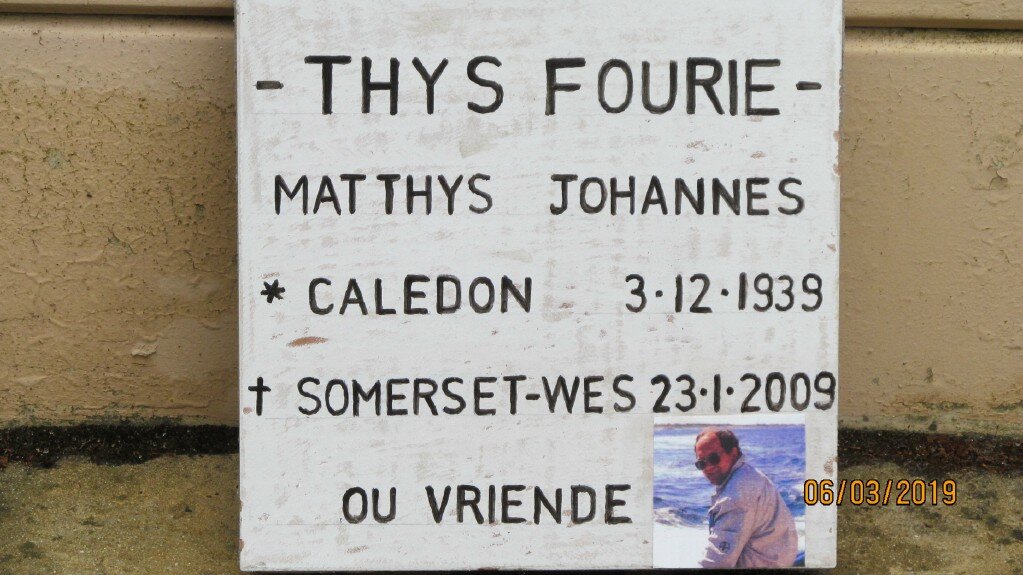 - THYS FOURIE -
MATTHYS JOHANNES
* CALEDON 3·12·1939
† SOMERSET-WES 23·1·2009
OU VRIENDE
06/03/2019